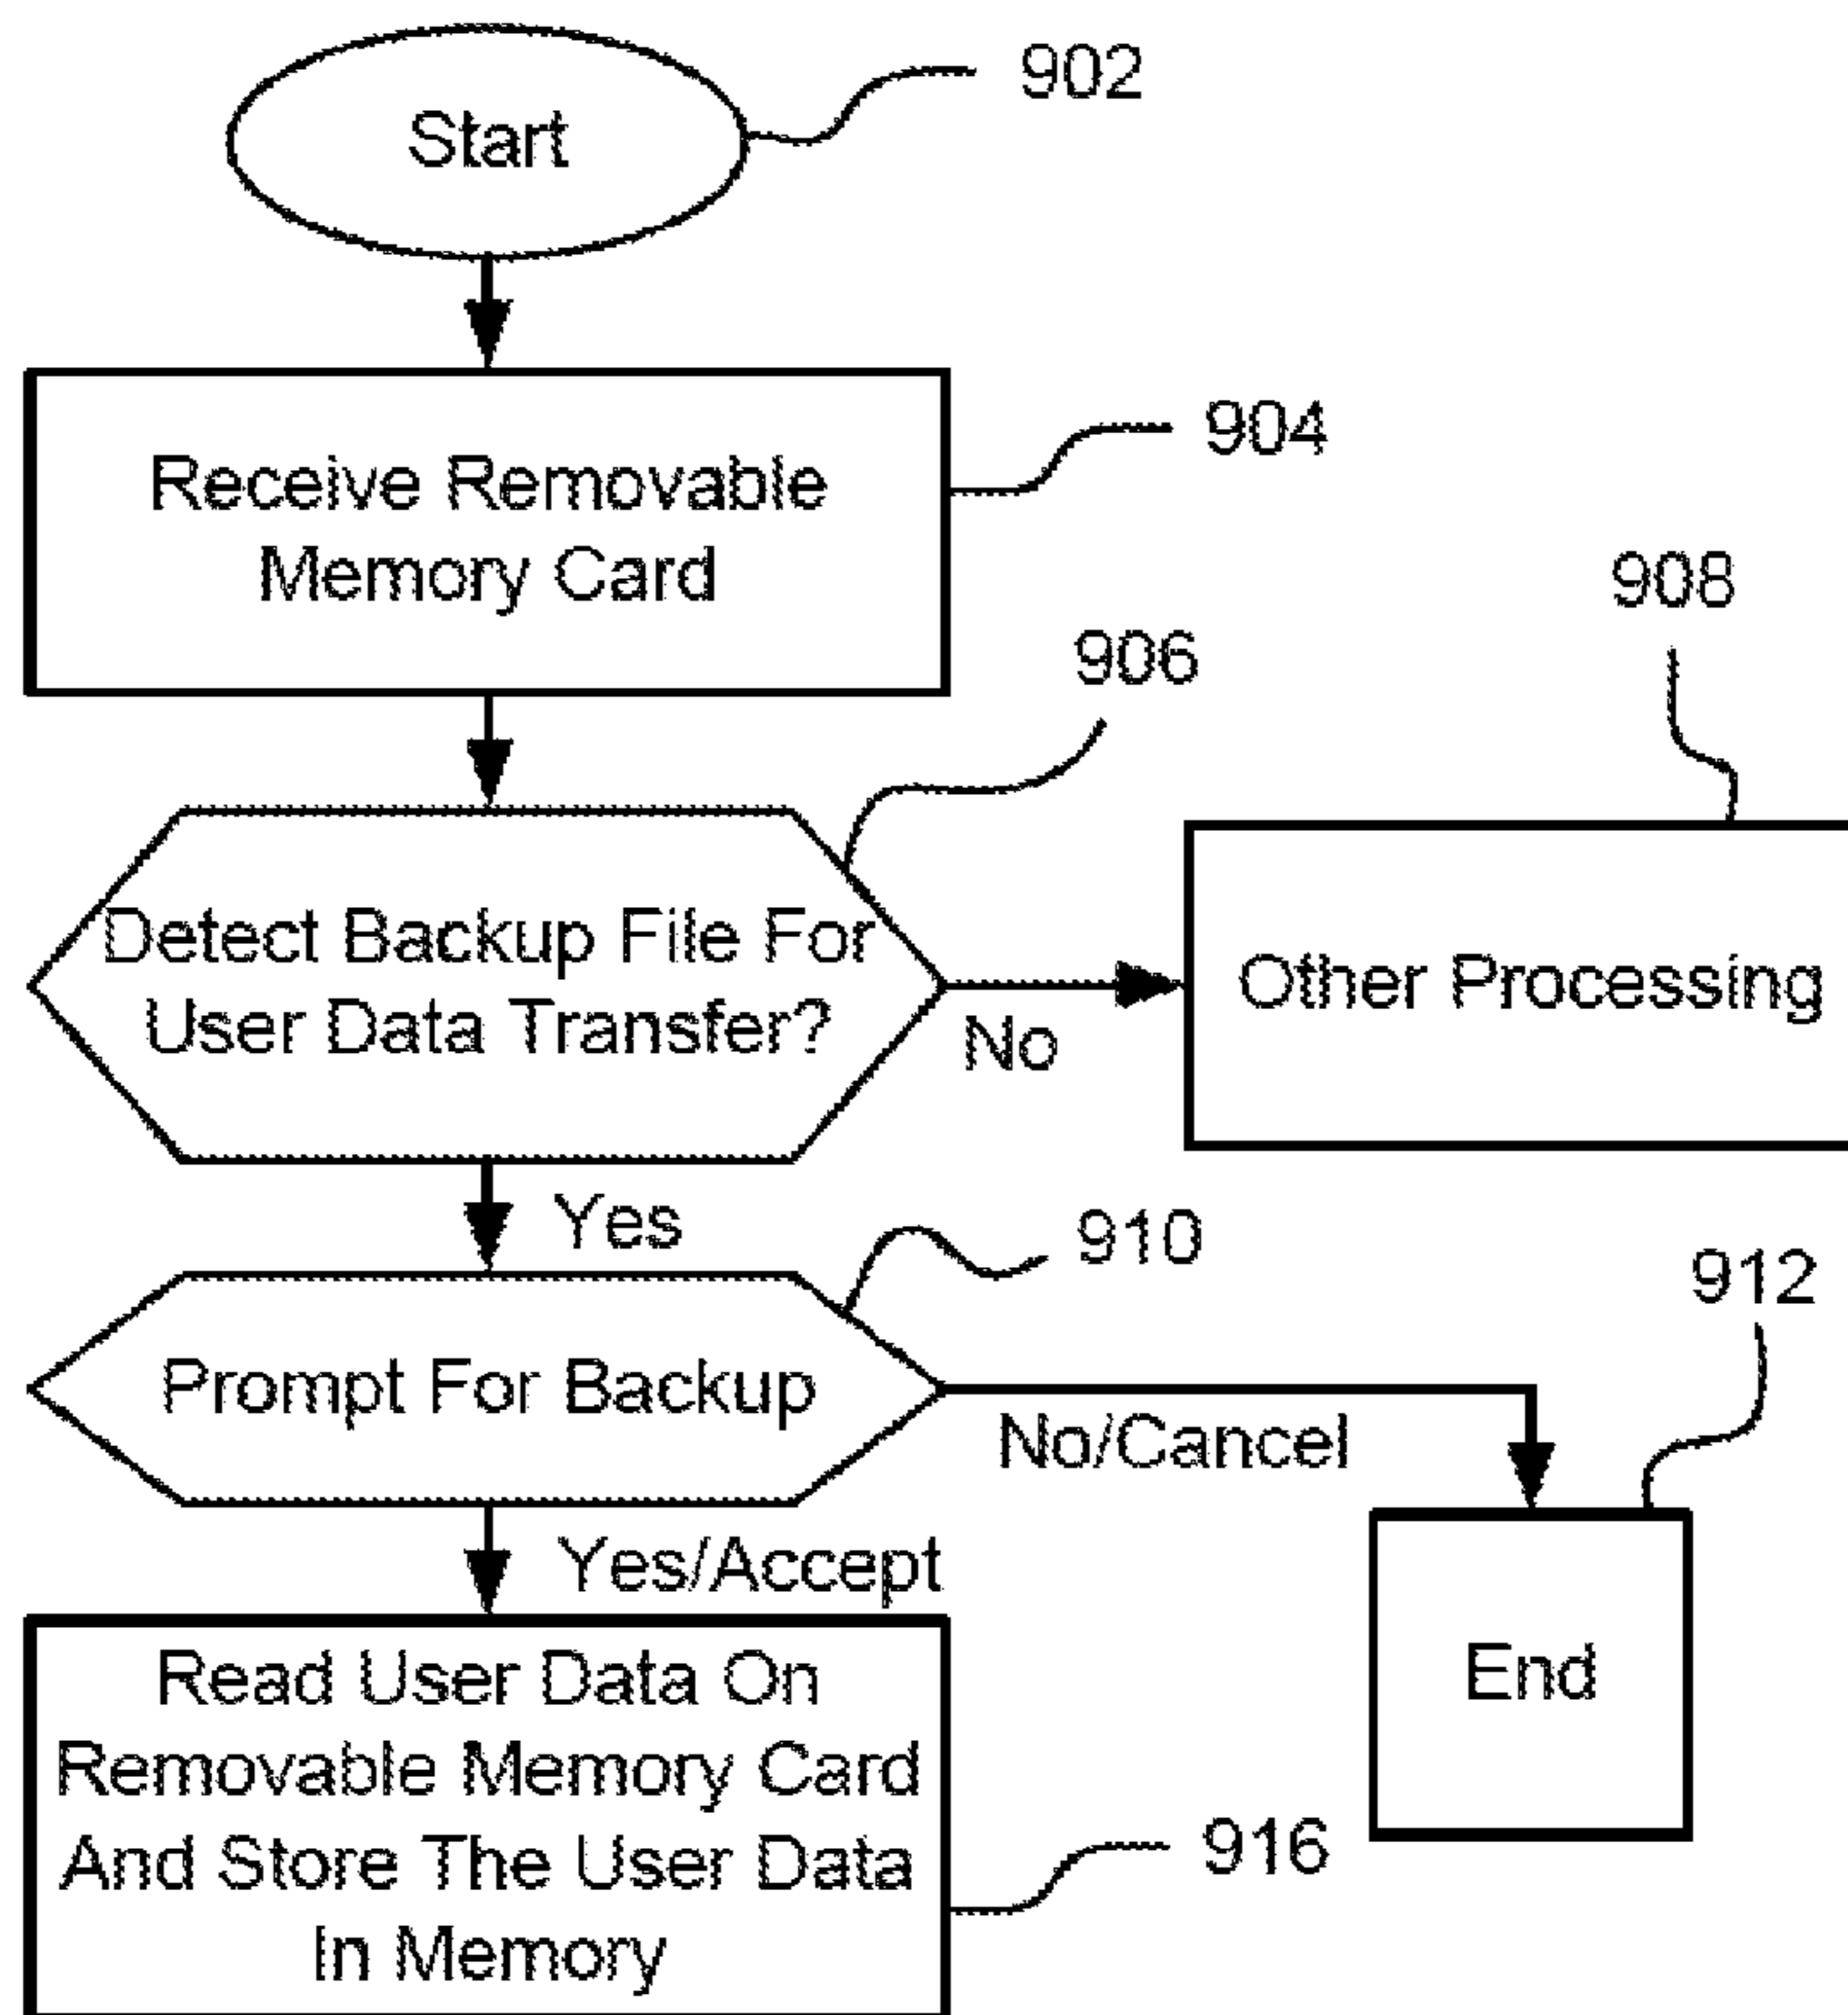 Start
902
Receive Removable
Memory Card
904
906
908
Detect Backup File For
User Data Transfer?
No
Other Processing
Yes
910
912
Prompt For Backup
No/Cancel
Yes/Accept
End
Read User Data On
Removable Memory Card
And Store The User Data
In Memory
916